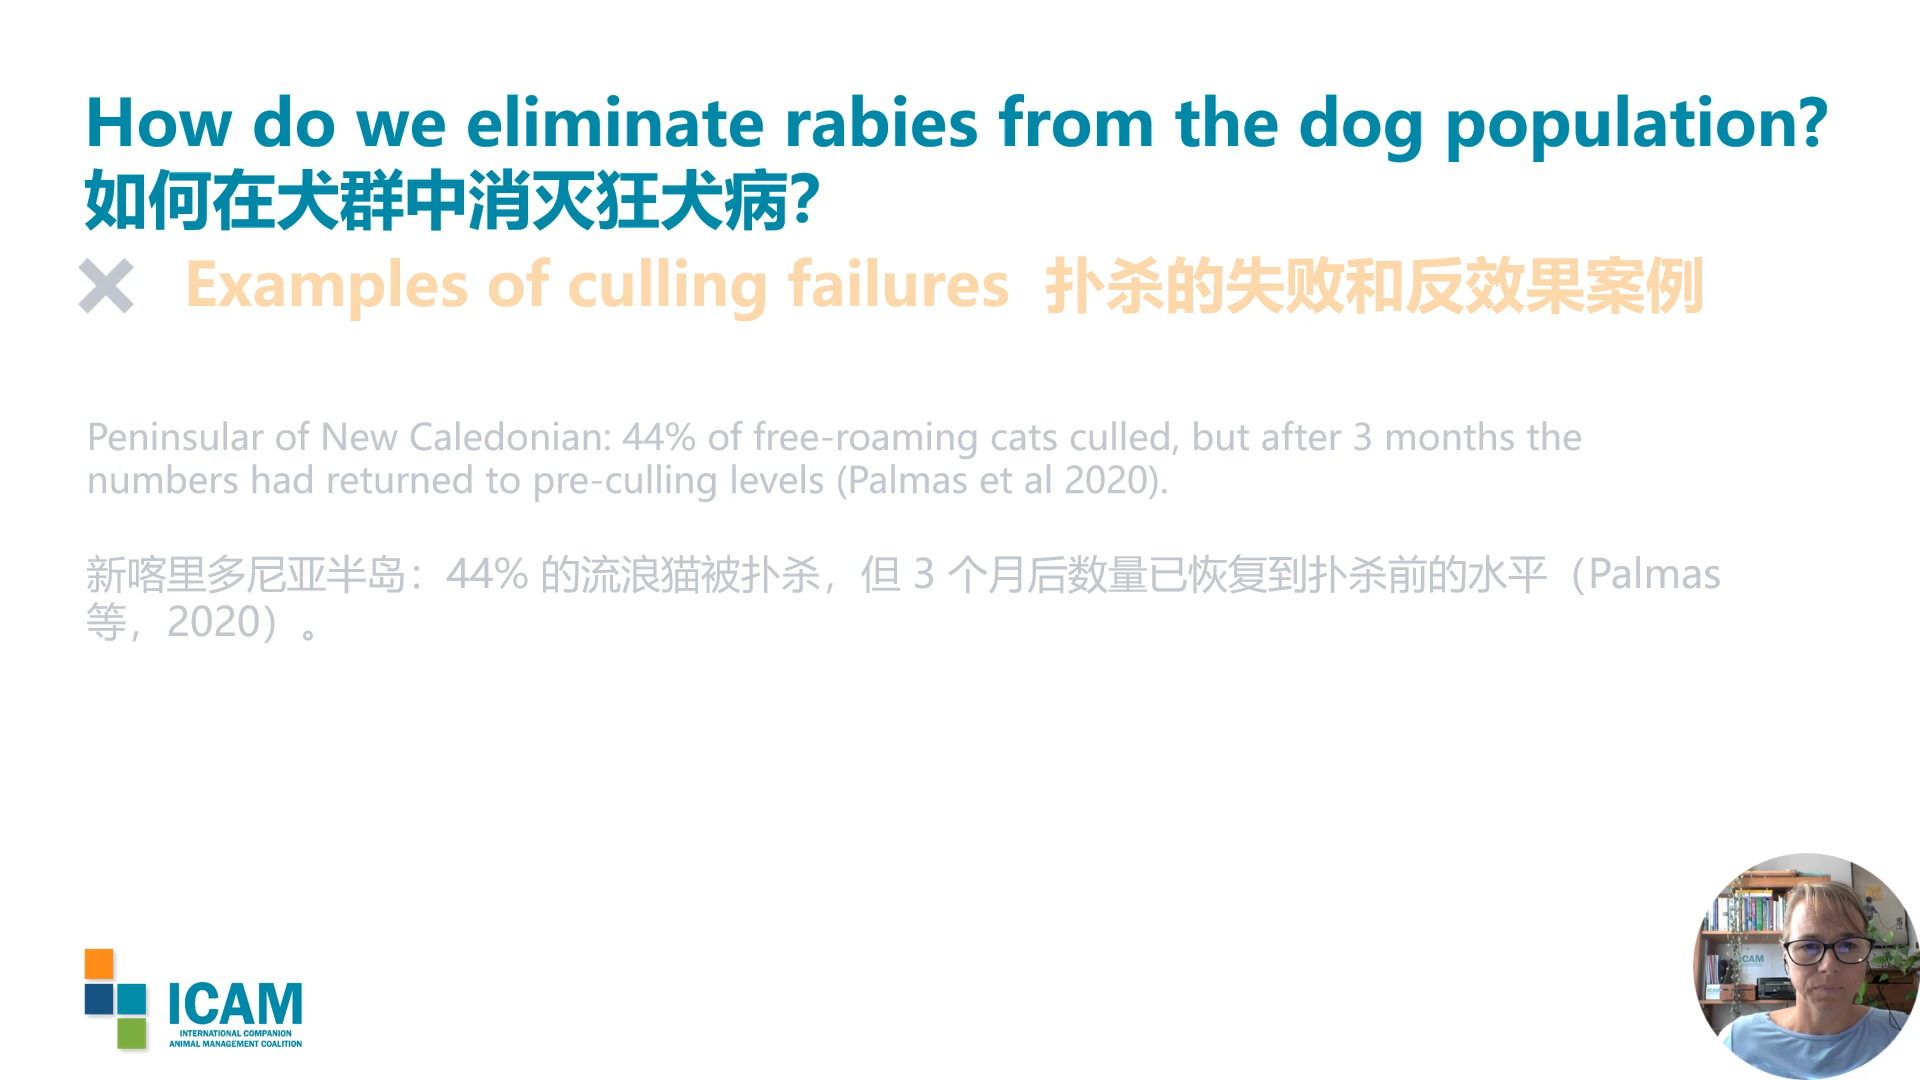 How do we eliminate rabies from the dog population?
如何在犬群中消灭狂犬病?
Examples of culling failures 扑杀的失败和反效果案例
Peninsular of New Caledonian: 44% of free-roaming cats culled, but after 3 months the
numbers had returned to pre-culling levels (Palmas et al 2020).
新喀里多尼亚半岛：44% 的流浪猫被扑杀，但 3 个月后数量已恢复到扑杀前的水平（Palmas
等，2020）。
ICAM
INTERNATIONAL COMPANION
ANIMAL MANAGEMENT COALITION
ICAM